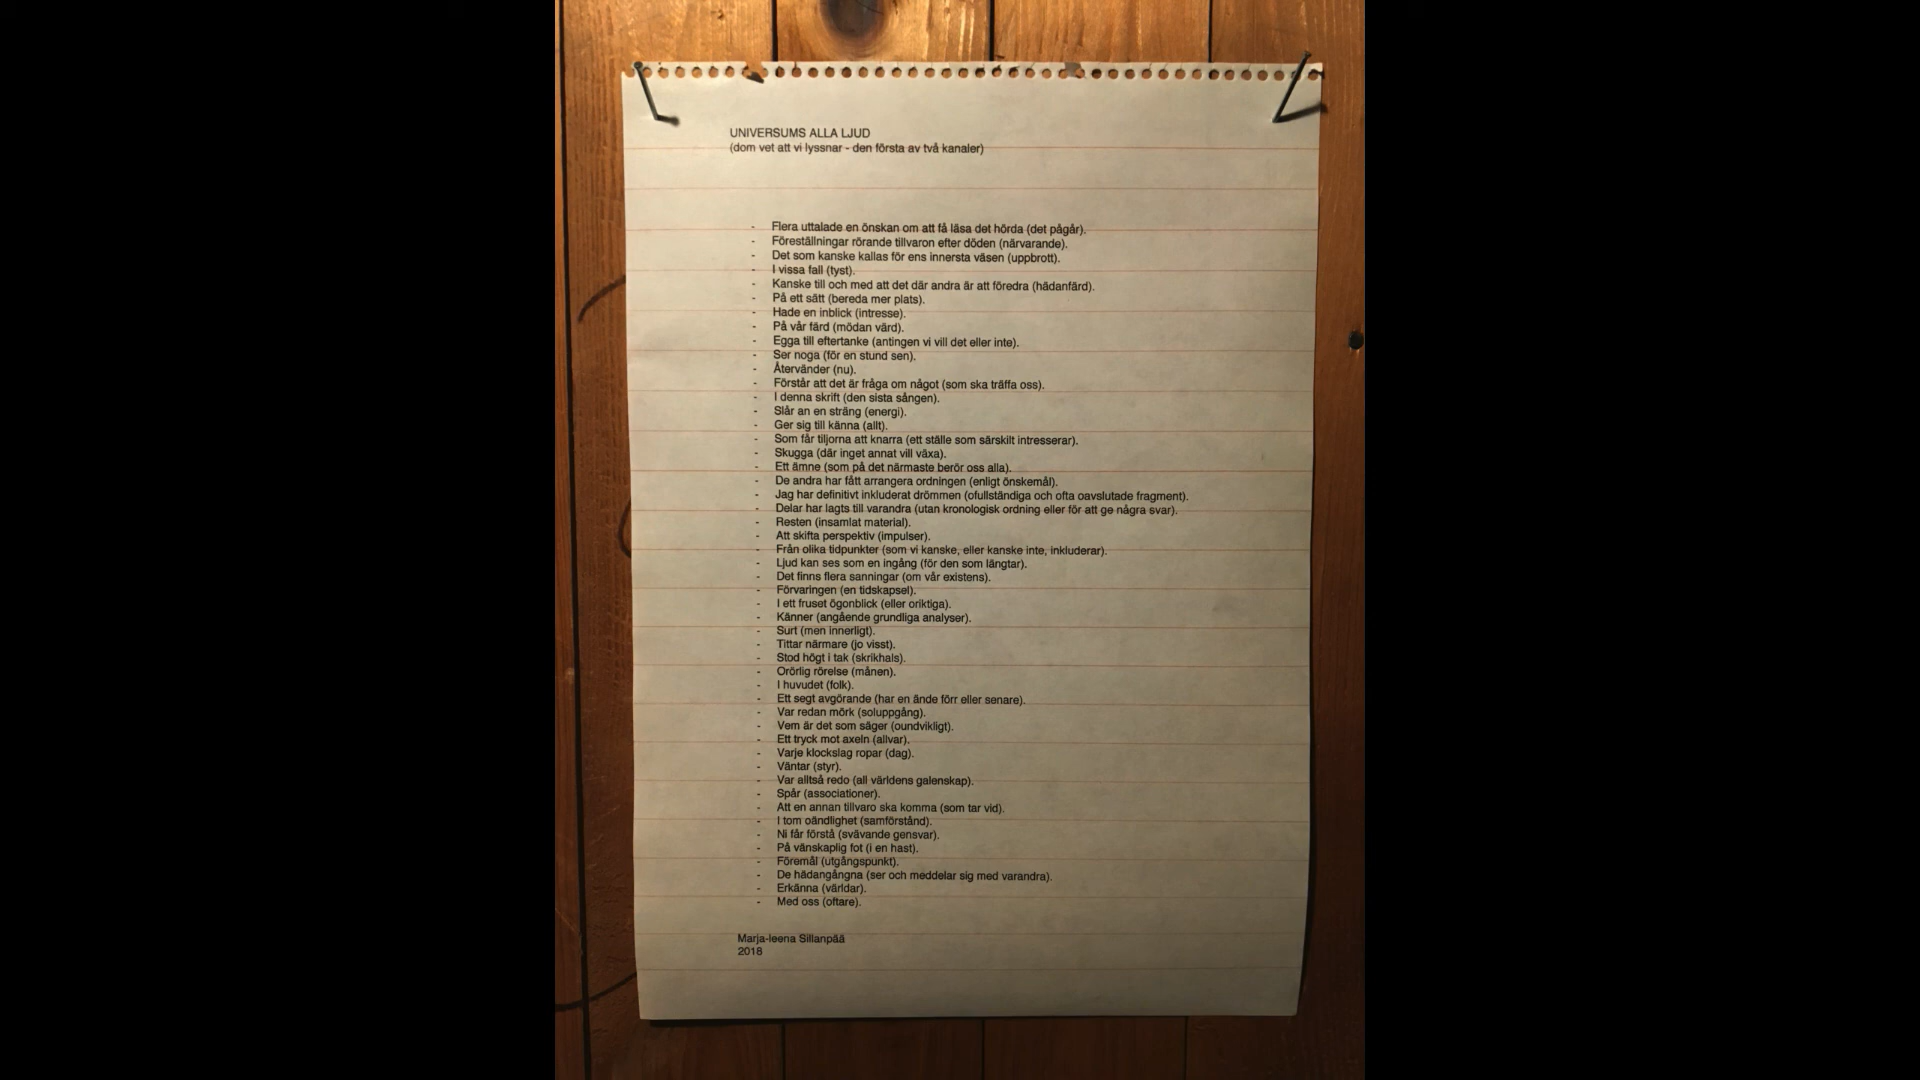 UNIVERSUMS ALLA LJUD
(dom vet att vi lyssnar - den första av två kanaler)
- Flera uttalade en önskan om att få läsa det hörda (det pågår).
- Föreställningar rörande tillvaron efter döden (närvarande).
- Det som kanske kallas för ens innersta väsen (uppbrott).
- I vissa fall (tyst).
- Kanske till och med att det där andra är att föredra (hädanfärd).
- På ett sätt (bereda mer plats).
- Hade en inblick (intresse).
- På vår färd (mödan värd).
- Egga till eftertanke (antingen vi vill det eller inte).
- Ser noga (för en stund sen).
- Återvänder (nu).
- Förstår att det är fråga om något (som ska träffa oss).
- I denna skrift (den sista sången).
- Slår an en sträng (energi).
- Ger sig till känna (allt).
- Som får tiljorna att knarra (ett ställe som särskilt intresserar).
- Skugga (där inget annat vill växa).
- Ett ämne (som på det närmaste berör oss alla).
- De andra har fått arrangera ordningen (enligt önskemål).
- Jag har definitivt inkluderat drömmen (ofullständiga och ofta oavslutade fragment).
- Delar har lagts till varandra (utan kronologisk ordning eller för att ge några svar).
- Resten (insamlat material).
- Att skifta perspektiv (impulser).
- Från olika tidpunkter (som vi kanske, eller kanske inte, inkluderar).
- Ljud kan ses som en ingång (för den som längtar).
- Det finns flera sanningar (om vår existens).
- Förvaringen (en tidskapsel).
- I ett fruset ögonblick (eller oriktiga).
- Känner (angående grundliga analyser).
- Surt (men innerligt).
- Tittar närmare (jo visst).
- Stod högt i tak (skrikhals).
- Orörlig rörelse (månen).
- I huvudet (folk).
- Ett segt avgörande (har en ände förr eller senare).
- Var redan mörk (soluppgång).
- Vem är det som säger (oundvikligt).
- Ett tryck mot axeln (allvar).
- Varje klockslag ropar (dag).
- Väntar (styr).
- Var alltså redo (all världens galenskap).
- Spår (associationer).
- Att en annan tillvaro ska komma (som tar vid).
- I tom oändlighet (samförstånd).
- Ni får förstå (svävande gensvar).
- På vänskaplig fot (i en hast).
- Föremål (utgångspunkt).
- De hädangångna (ser och meddelar sig med varandra).
- Erkänna (världar).
- Med oss (oftare).
Marja-leena Sillanpää
2018